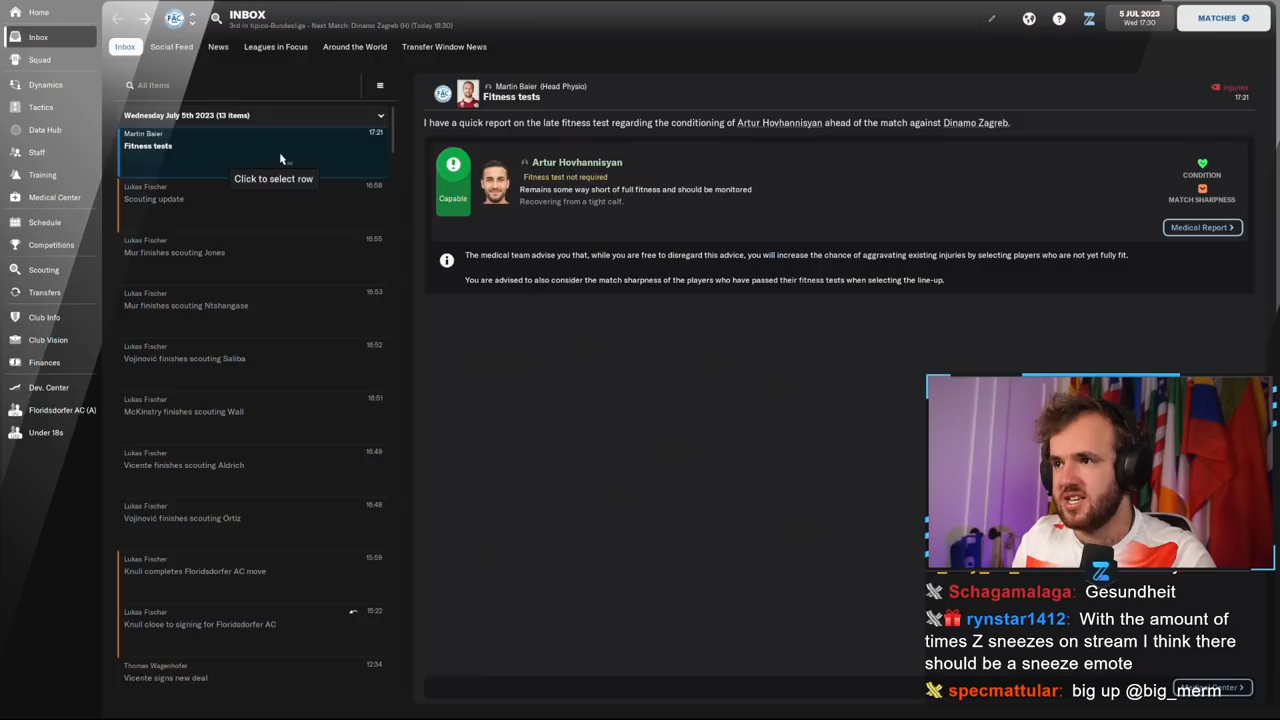 Home
Inbox
Squad
Dynamics
Tactics
Data Hub
Staff
Training
Medical Center
Schedule
Competitions
Scouting
Transfers
Club Info
Club Vision
Finances
Dev. Center
Floridsdorfer AC (A)
Under 18s
INBOX
3rd in tipico-Bundesliga - Next Match: Dinamo Zagreb (H) (Today 18:30)
5 JUL 2023
Wed 17:30
MATCHES
Inbox
Social Feed
News
Leagues in Focus
Around the World
Transfer Window News
All Items
Wednesday July 5th 2023 (13 items)
Martin Baier 17:21
Fitness tests
Click to select row
Lukas Fischer 16:58
Scouting update
Lukas Fischer 16:55
Mur finishes scouting Jones
Lukas Fischer 16:53
Mur finishes scouting Ntshangase
Lukas Fischer 16:52
Vojinović finishes scouting Saliba
Lukas Fischer 16:51
McKinstry finishes scouting Wall
Lukas Fischer 16:49
Vicente finishes scouting Aldrich
Lukas Fischer 16:48
Vojinović finishes scouting Ortiz
Lukas Fischer 15:59
Knull completes Floridsdorfer AC move
Lukas Fischer 15:22
Knull close to signing for Floridsdorfer AC
Thomas Wagenhofer 12:34
Vicente signs new deal
Martin Baier (Head Physio)
Fitness tests
Injuries
17:21
I have a quick report on the late fitness test regarding the conditioning of Artur Hovhannisyan ahead of the match against Dinamo Zagreb.
Capable
Artur Hovhannisyan
Fitness test not required
Remains some way short of full fitness and should be monitored
Recovering from a tight calf.
CONDITION
MATCH SHARPNESS
Medical Report
The medical team advise you that, while you are free to disregard this advice, you will increase the chance of aggravating existing injuries by selecting players who are not yet fully fit.
You are advised to also consider the match sharpness of the players who have passed their fitness tests when selecting the line-up.
Schagamalaga: Gesundheit
rynstar1412: With the amount of
times Z sneezes on stream I think there
should be a sneeze emote
specmattular: big up @big_merm